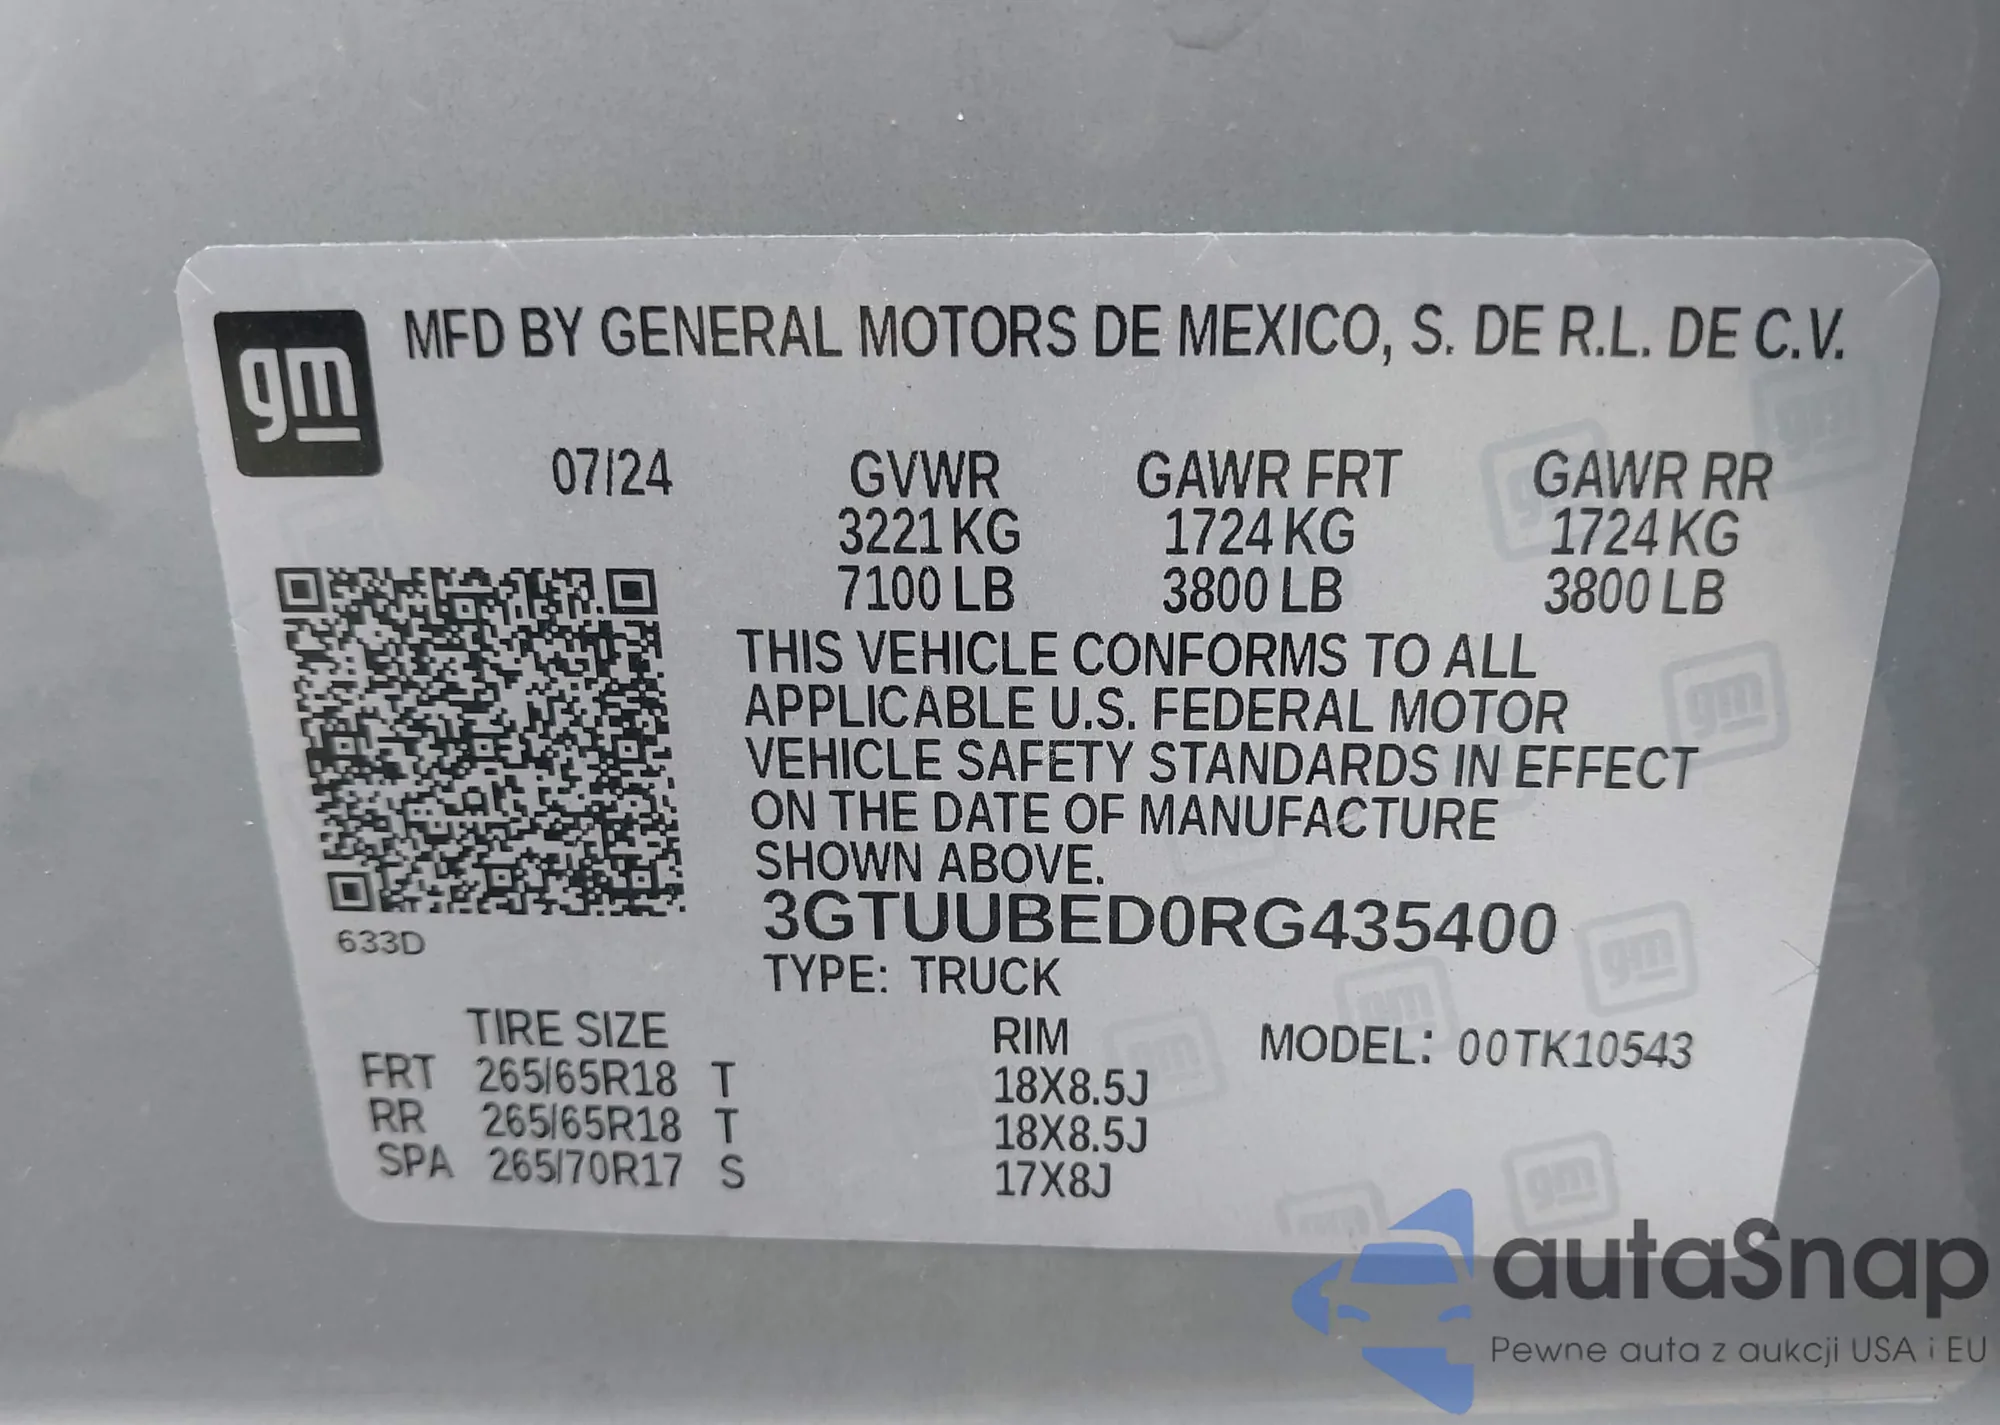 gm
MFD BY GENERAL MOTORS DE MEXICO, S. DE R.L. DE C.V.
07/24 GVWR GAWR FRT GAWR RR
3221 KG 1724 KG 1724 KG
7100 LB 3800 LB 3800 LB
THIS VEHICLE CONFORMS TO ALL
APPLICABLE U.S. FEDERAL MOTOR
VEHICLE SAFETY STANDARDS IN EFFECT
ON THE DATE OF MANUFACTURE
SHOWN ABOVE.
3GTUUBED0RG435400
633D
TYPE: TRUCK
TIRE SIZE RIM MODEL: 00TK10543
FRT 265/65R18 T 18X8.5J
RR 265/65R18 T 18X8.5J
SPA 265/70R17 S 17X8J
autaSnap
Pewne auta z aukcji USA i EU